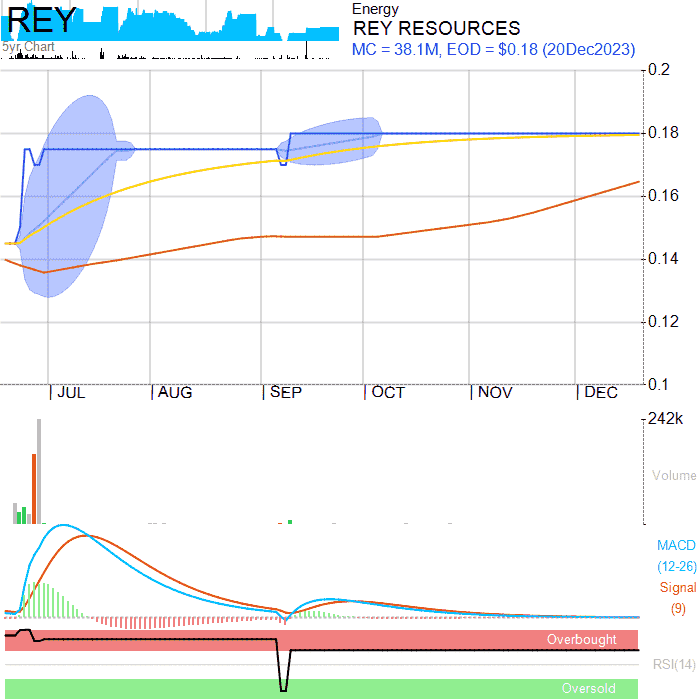 REY
5yr Chart
Energy
REY RESOURCES
MC = 38.1M, EOD = $0.18 (20Dec2023)
0.2
0.18
0.16
0.14
0.12
0.1
JUL AUG SEP OCT NOV DEC
242k
Volume
MACD
(12-26)
Signal
(9)
Overbought
RSI(14)
Oversold